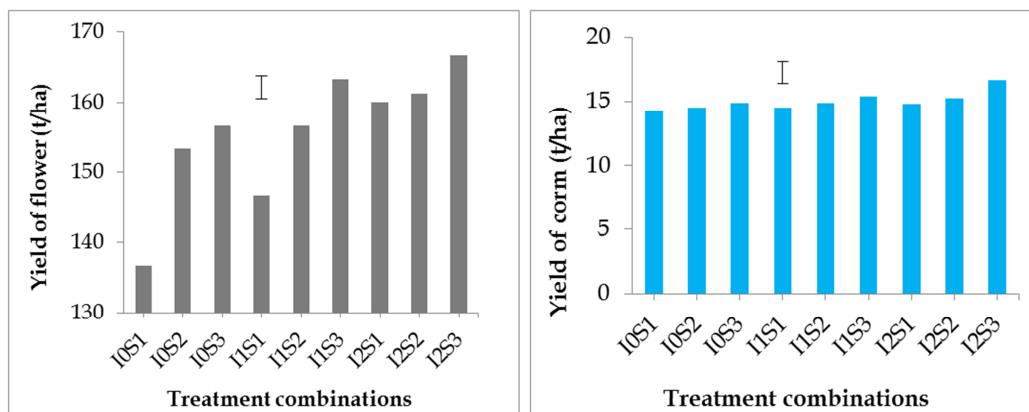 Yield of flower (t/ha)
170
160
150
140
130
I0S1
I0S2
I0S3
I1S1
I1S2
I1S3
I2S1
I2S2
I2S3
Treatment combinations
Yield of corm (t/ha)
20
15
10
5
0
I0S1
I0S2
I0S3
I1S1
I1S2
I1S3
I2S1
I2S2
I2S3
Treatment combinations